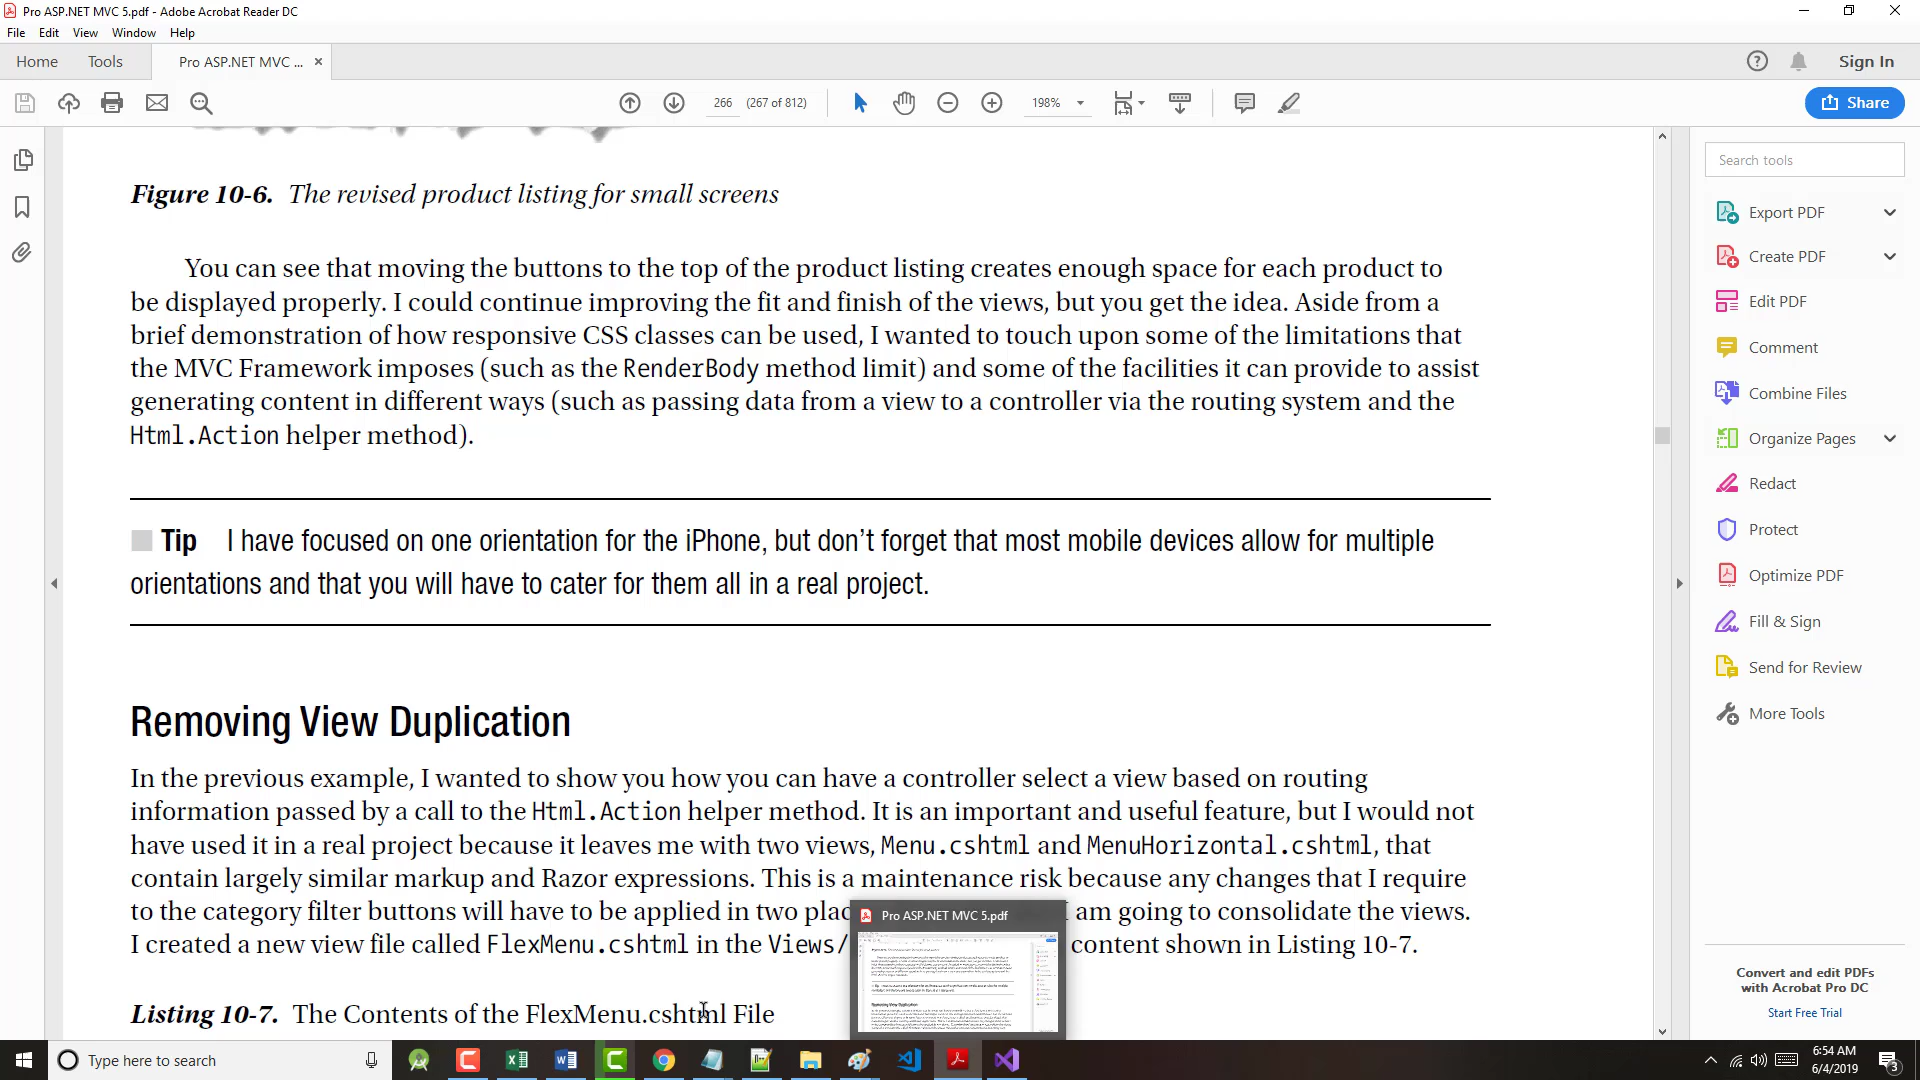 Pro ASP.NET MVC 5.pdf - Adobe Acrobat Reader DC
File Edit View Window Help
Home Tools Pro ASP.NET MVC ... × Sign In
266 (267 of 812) 198% Share
Figure 10-6. The revised product listing for small screens
You can see that moving the buttons to the top of the product listing creates enough space for each product to
be displayed properly. I could continue improving the fit and finish of the views, but you get the idea. Aside from a
brief demonstration of how responsive CSS classes can be used, I wanted to touch upon some of the limitations that
the MVC Framework imposes (such as the RenderBody method limit) and some of the facilities it can provide to assist
generating content in different ways (such as passing data from a view to a controller via the routing system and the
Html.Action helper method).
Tip I have focused on one orientation for the iPhone, but don’t forget that most mobile devices allow for multiple
orientations and that you will have to cater for them all in a real project.
Removing View Duplication
In the previous example, I wanted to show you how you can have a controller select a view based on routing
information passed by a call to the Html.Action helper method. It is an important and useful feature, but I would not
have used it in a real project because it leaves me with two views, Menu.cshtml and MenuHorizontal.cshtml, that
contain largely similar markup and Razor expressions. This is a maintenance risk because any changes that I require
to the category filter buttons will have to be applied in two plac am going to consolidate the views.
I created a new view file called FlexMenu.cshtml in the Views/ content shown in Listing 10-7.
Listing 10-7. The Contents of the FlexMenu.cshtml File
Pro ASP.NET MVC 5.pdf
Search tools
Export PDF
Create PDF
Edit PDF
Comment
Combine Files
Organize Pages
Redact
Protect
Optimize PDF
Fill & Sign
Send for Review
More Tools
Convert and edit PDFs
with Acrobat Pro DC
Start Free Trial
Type here to search
6:54 AM
6/4/2019
3